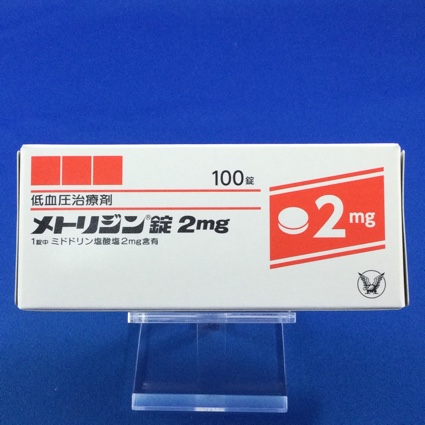 100錠
低血圧治療剤
メトリジン®錠 2mg
1錠中 ミドドリン塩酸塩2mg含有
2mg